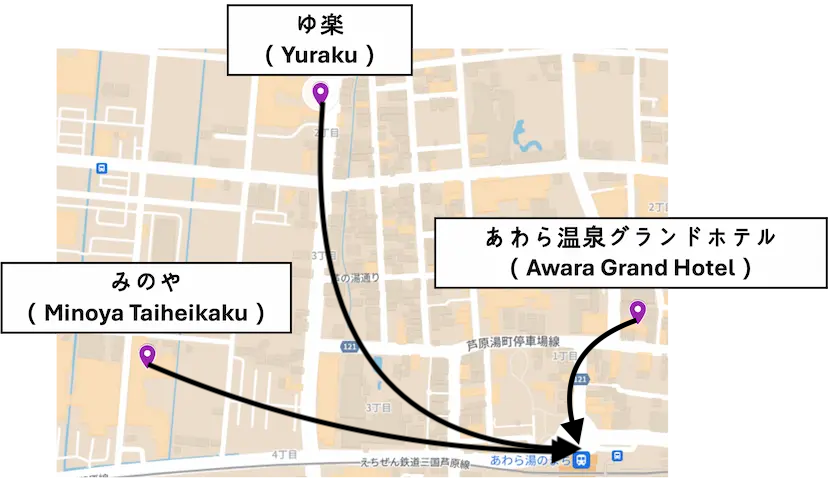 ゆ楽
( Yuraku )
2丁目
2丁
あわら温泉グランドホテル
( Awara Grand Hotel )
3丁目
の湯通り
みのや
( Minoya Taiheikaku )
121
芦原湯町停車場線
1丁目
121
3丁目
4丁目
あわら湯のまち
えちぜん鉄道三国芦原線